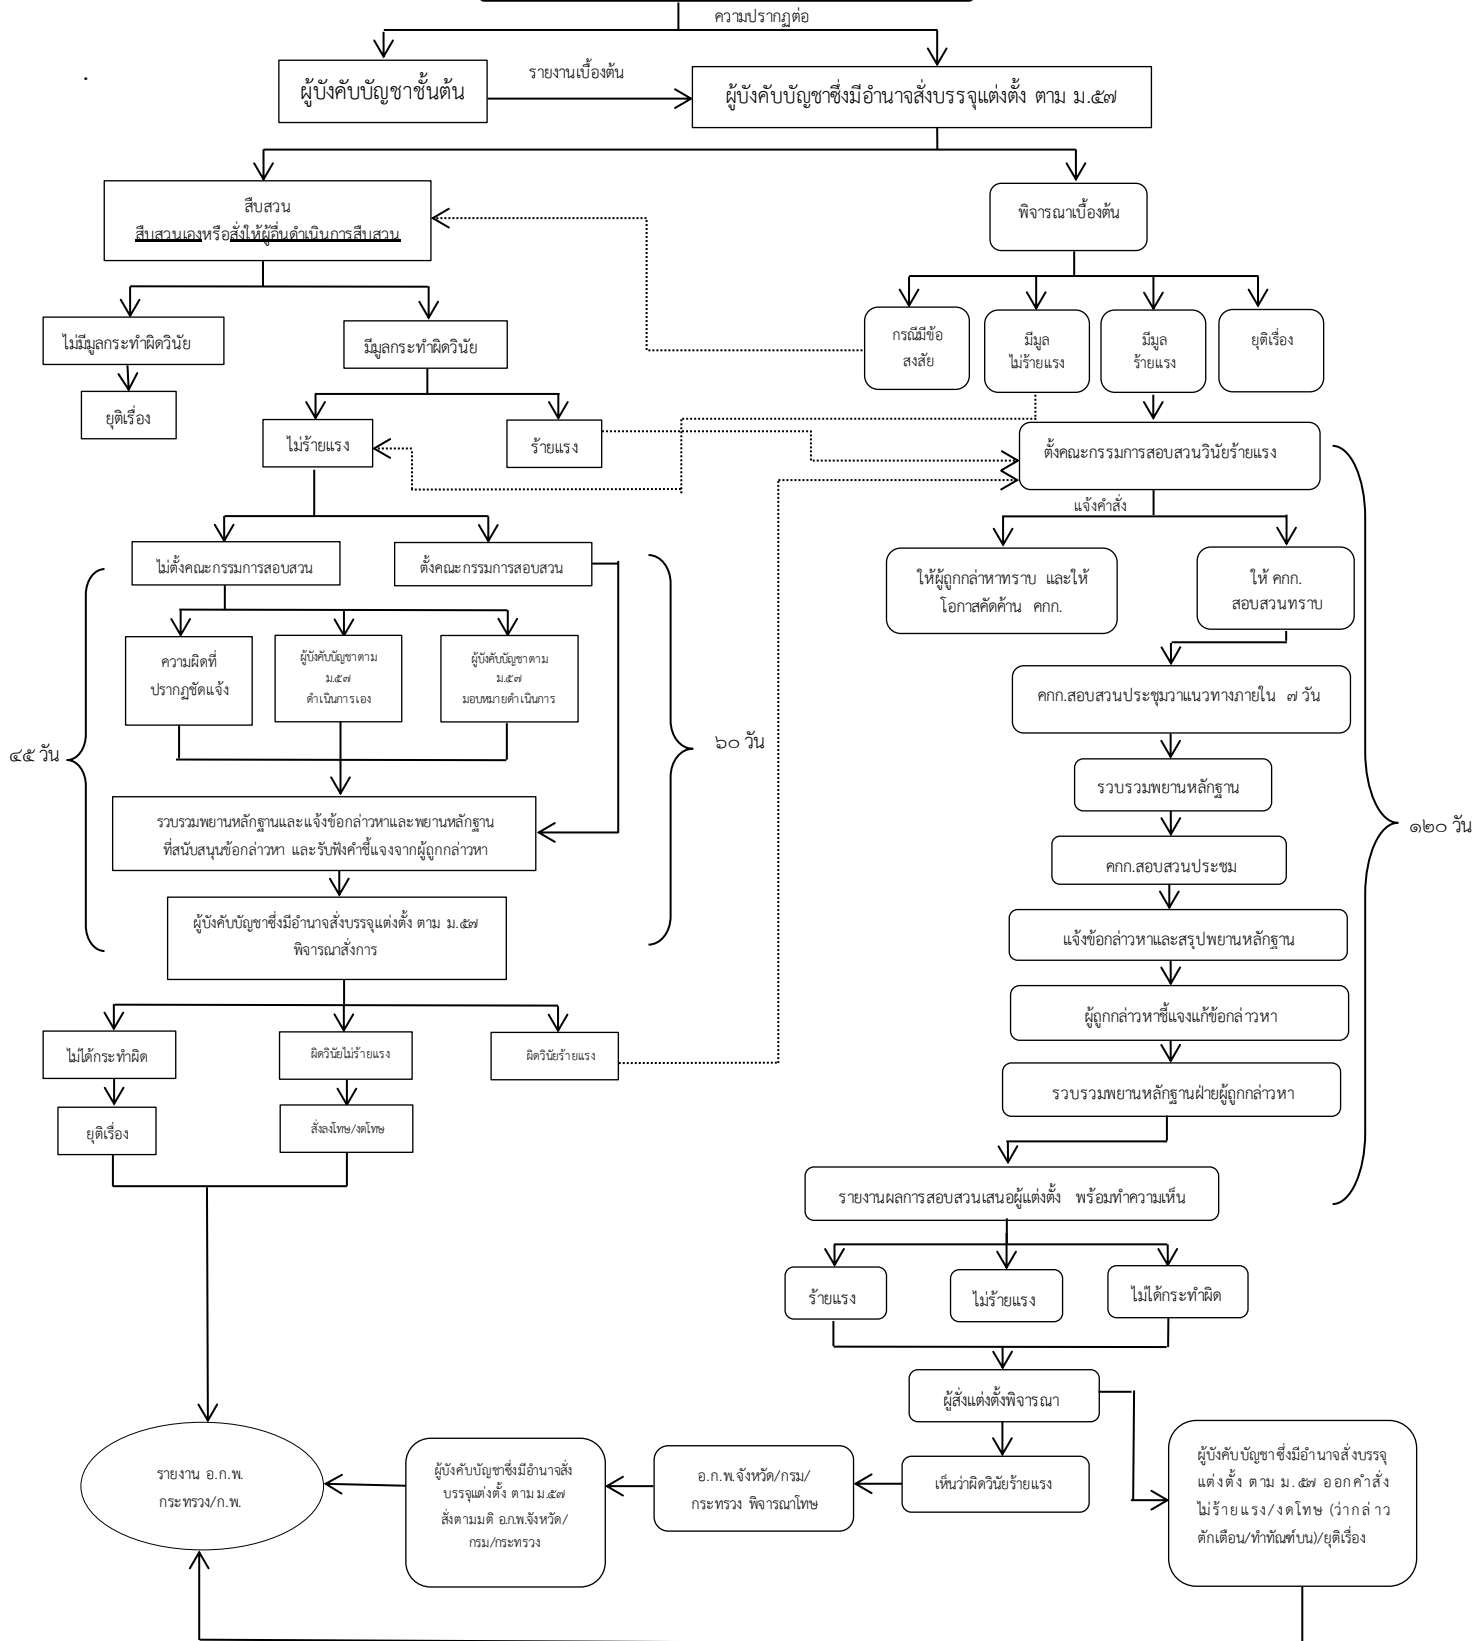 ความปรากฏต่อ
ผู้บังคับบัญชาชั้นต้น
รายงานเบื้องต้น
ผู้บังคับบัญชาซึ่งมีอำนาจสั่งบรรจุแต่งตั้ง ตาม ม.๕๗
สืบสวน
สืบสวนเองหรือสั่งให้ผู้อื่นดำเนินการสืบสวน
พิจารณาเบื้องต้น
ไม่มีมูลกระทำผิดวินัย
มีมูลกระทำผิดวินัย
กรณีมีข้อ
สงสัย
มีมูล
ไม่ร้ายแรง
มีมูล
ร้ายแรง
ยุติเรื่อง
ยุติเรื่อง
ไม่ร้ายแรง
ร้ายแรง
ตั้งคณะกรรมการสอบสวนวินัยร้ายแรง
แจ้งคำสั่ง
ไม่ตั้งคณะกรรมการสอบสวน
ตั้งคณะกรรมการสอบสวน
ให้ผู้ถูกกล่าหาทราบ และให้
โอกาสคัดค้าน คกก.
ให้ คกก.
สอบสวนทราบ
ความผิดที่
ปรากฏชัดแจ้ง
ผู้บังคับบัญชาตาม
ม.๕๗
ดำเนินการเอง
ผู้บังคับบัญชาตาม
ม.๕๗
มอบหมายดำเนินการ
คกก.สอบสวนประชุมวาแนวทางภายใน ๗ วัน
๔๕ วัน
๖๐ วัน
รวบรวมพยานหลักฐาน
๑๒๐ วัน
รวบรวมพยานหลักฐานและแจ้งข้อกล่าวหาและพยานหลักฐาน
ที่สนับสนุนข้อกล่าวหา และรับฟังคำชี้แจงจากผู้ถูกกล่าวหา
คกก.สอบสวนประชม
ผู้บังคับบัญชาซึ่งมีอำนาจสั่งบรรจุแต่งตั้ง ตาม ม.๕๗
พิจารณาสั่งการ
แจ้งข้อกล่าวหาและสรุปพยานหลักฐาน
ผู้ถูกกล่าวหาชี้แจงแก้ข้อกล่าวหา
ไม่ได้กระทำผิด
ผิดวินัยไม่ร้ายแรง
ผิดวินัยร้ายแรง
รวบรวมพยานหลักฐานฝ่ายผู้ถูกกล่าวหา
ยุติเรื่อง
สั่งลงโทษ/งดโทษ
รายงานผลการสอบสวนเสนอผู้แต่งตั้ง พร้อมทำความเห็น
ร้ายแรง
ไม่ร้ายแรง
ไม่ได้กระทำผิด
ผู้สั่งแต่งตั้งพิจารณา
รายงาน อ.ก.พ.
กระทรวง/ก.พ.
ผู้บังคับบัญชาซึ่งมีอำนาจสั่ง
บรรจุแต่งตั้ง ตาม ม.๕๗
สั่งตามมติ อ.ก.พ.จังหวัด/
กรม/กระทรวง
อ.ก.พ.จังหวัด/กรม/
กระทรวง พิจารณาโทษ
เห็นว่าผิดวินัยร้ายแรง
ผู้บังคับบัญชาซึ่งมีอำนาจสั่งบรรจุ
แต่งตั้ง ตาม ม.๕๗ ออกคำสั่ง
ไม่ร้ายแรง/งดโทษ (ว่ากล่าว
ตักเตือน/ทำทัณฑ์บน)/ยุติเรื่อง